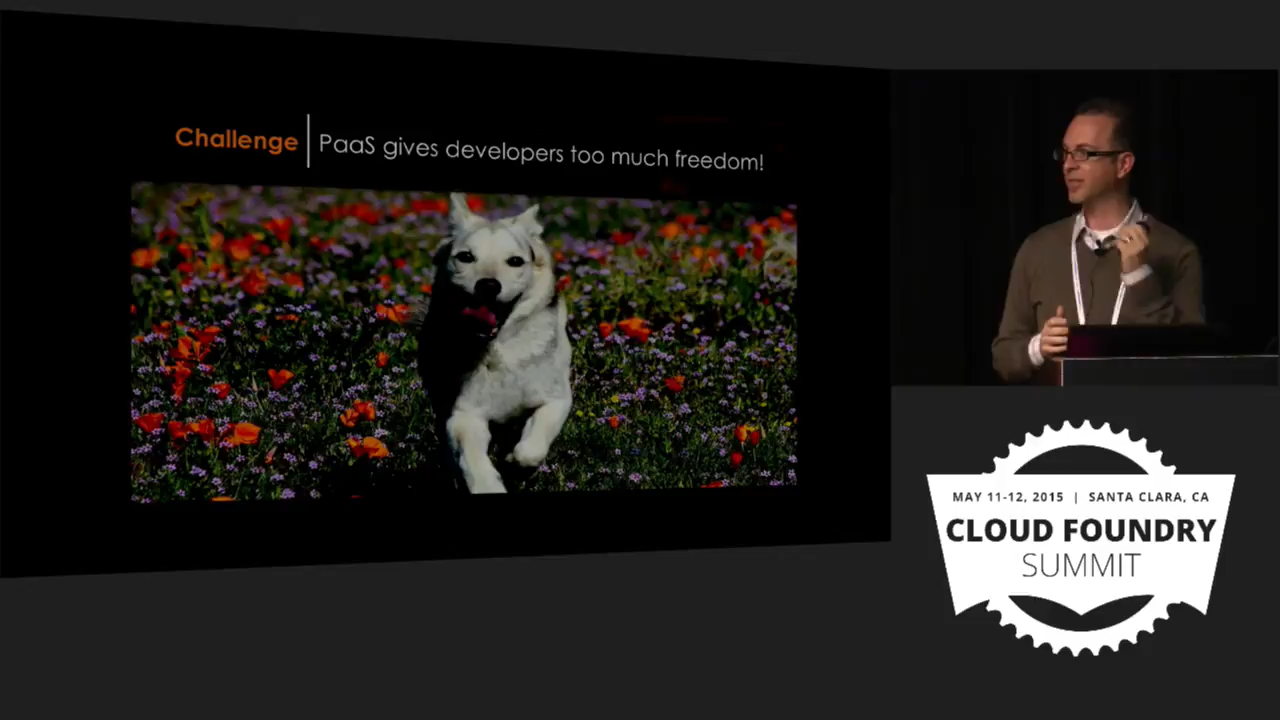 Challenge | PaaS gives developers too much freedom!
MAY 11-12, 2015 | SANTA CLARA, CA
CLOUD FOUNDRY
SUMMIT